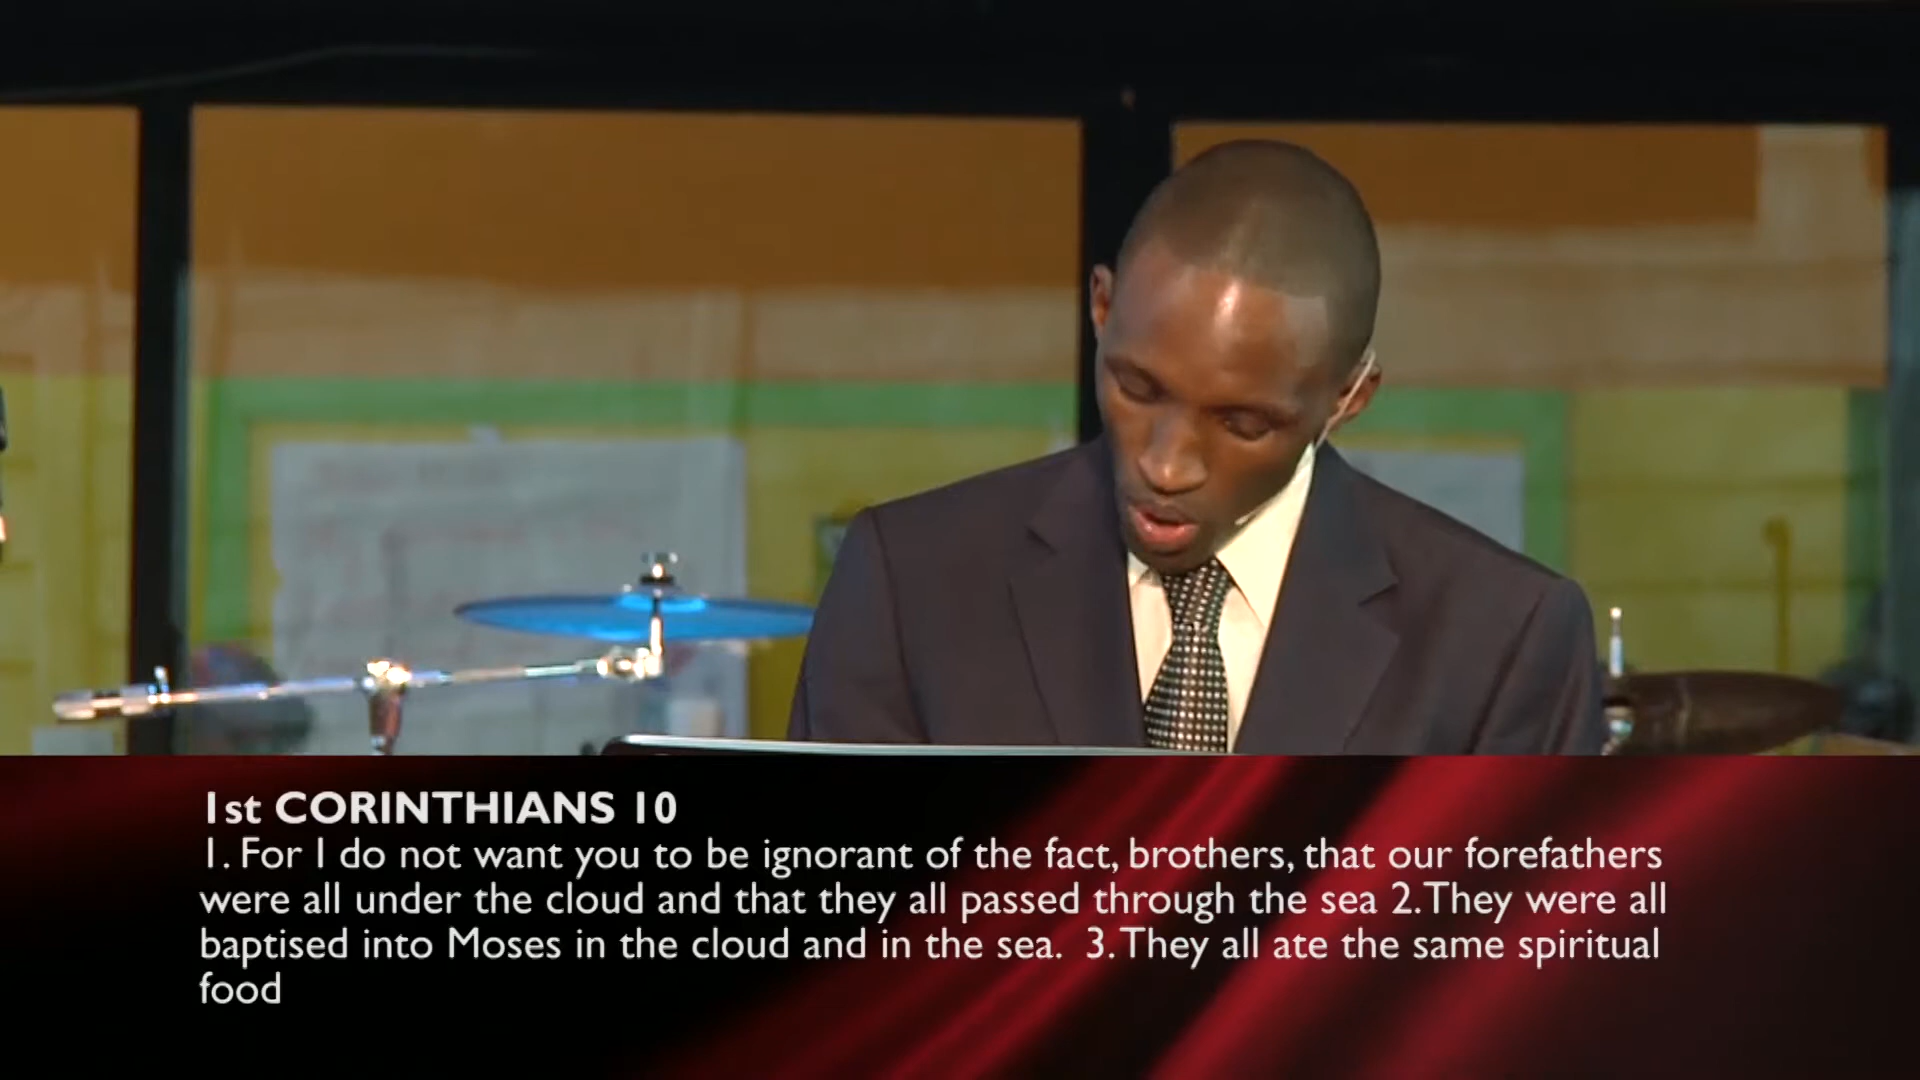 1st CORINTHIANS 10
1. For I do not want you to be ignorant of the fact, brothers, that our forefathers
were all under the cloud and that they all passed through the sea 2.They were all
baptised into Moses in the cloud and in the sea.  3.They all ate the same spiritual
food